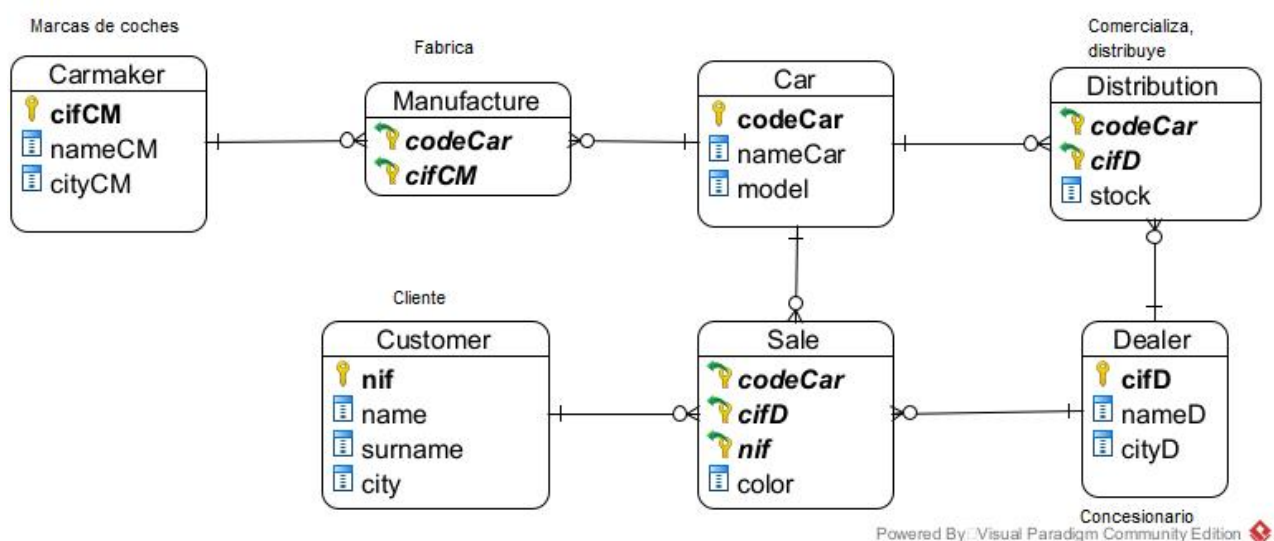 Marcas de coches
Carmaker
cifCM
nameCM
cityCM
Fabrica
Manufacture
codeCar
cifCM
Car
codeCar
nameCar
model
Comercializa,
distribuye
Distribution
codeCar
cifD
stock
Cliente
Customer
nif
name
surname
city
Sale
codeCar
cifD
nif
color
Dealer
cifD
nameD
cityD
Concesionario
Powered By: Visual Paradigm Community Edition